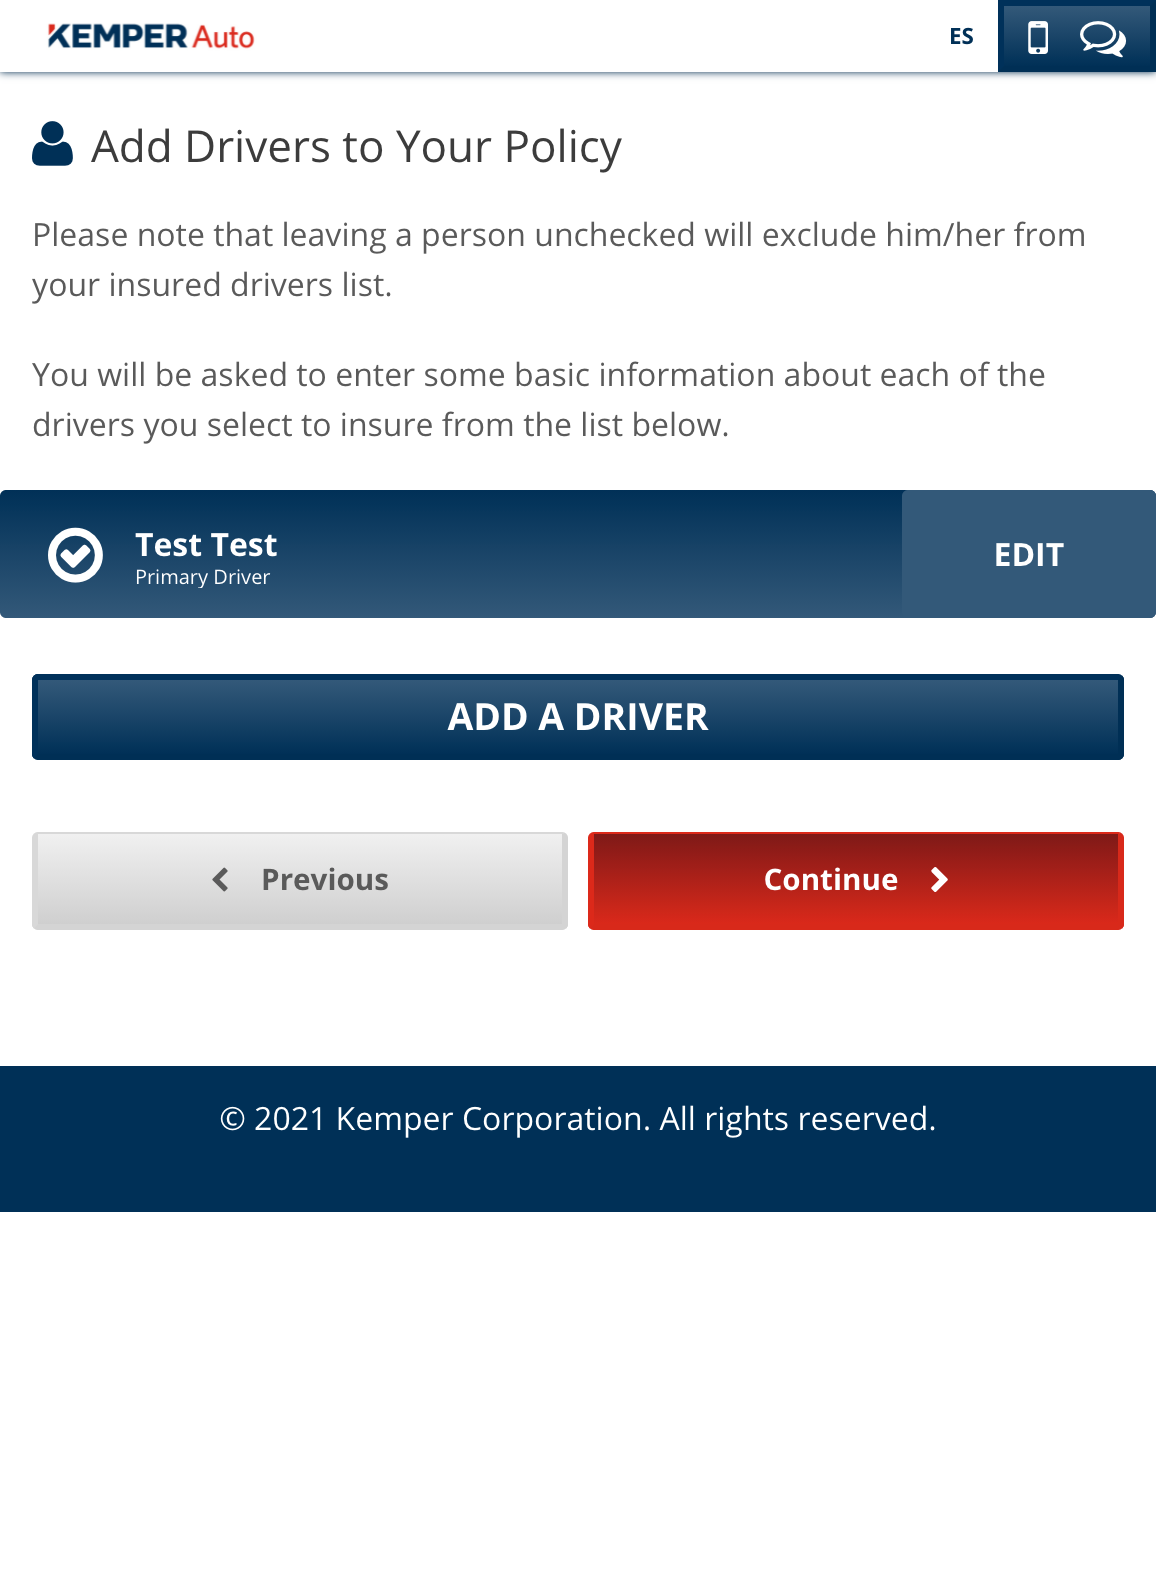 KEMPER Auto
ES
Add Drivers to Your Policy
Please note that leaving a person unchecked will exclude him/her from
your insured drivers list.
You will be asked to enter some basic information about each of the
drivers you select to insure from the list below.
Test Test
Primary Driver
EDIT
ADD A DRIVER
Previous
Continue
© 2021 Kemper Corporation. All rights reserved.